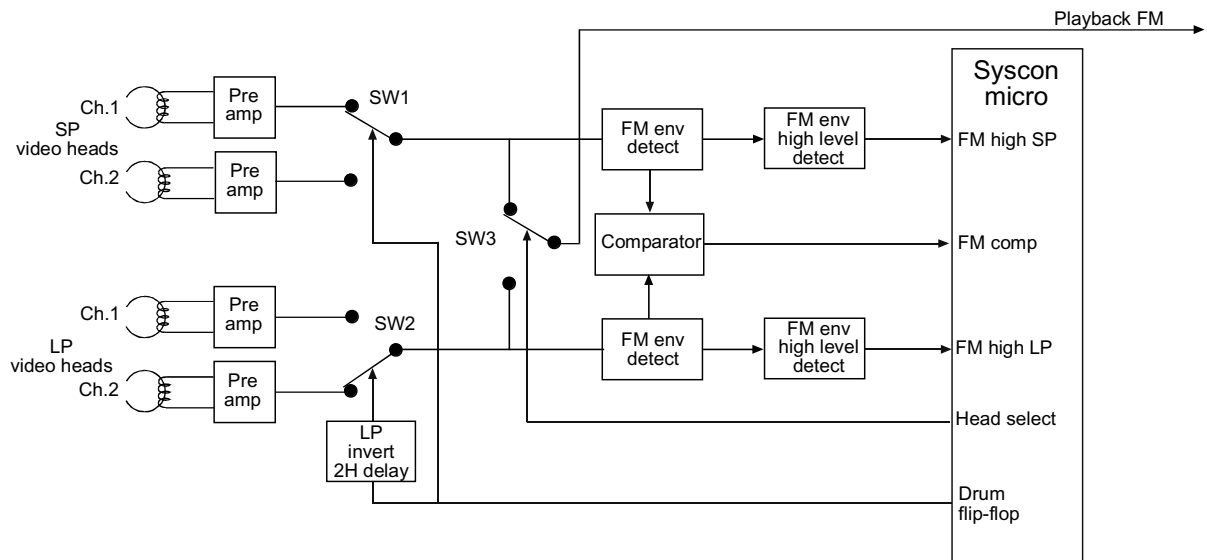 Playback FM
Syscon
micro
Ch.1
Pre
amp
SW1
SP
video heads
Ch.2
Pre
amp
FM env
detect
FM env
high level
detect
FM high SP
SW3
Comparator
FM comp
Ch.1
Pre
amp
SW2
LP
video heads
Ch.2
Pre
amp
FM env
detect
FM env
high level
detect
FM high LP
LP
invert
2H delay
Head select
Drum
flip-flop